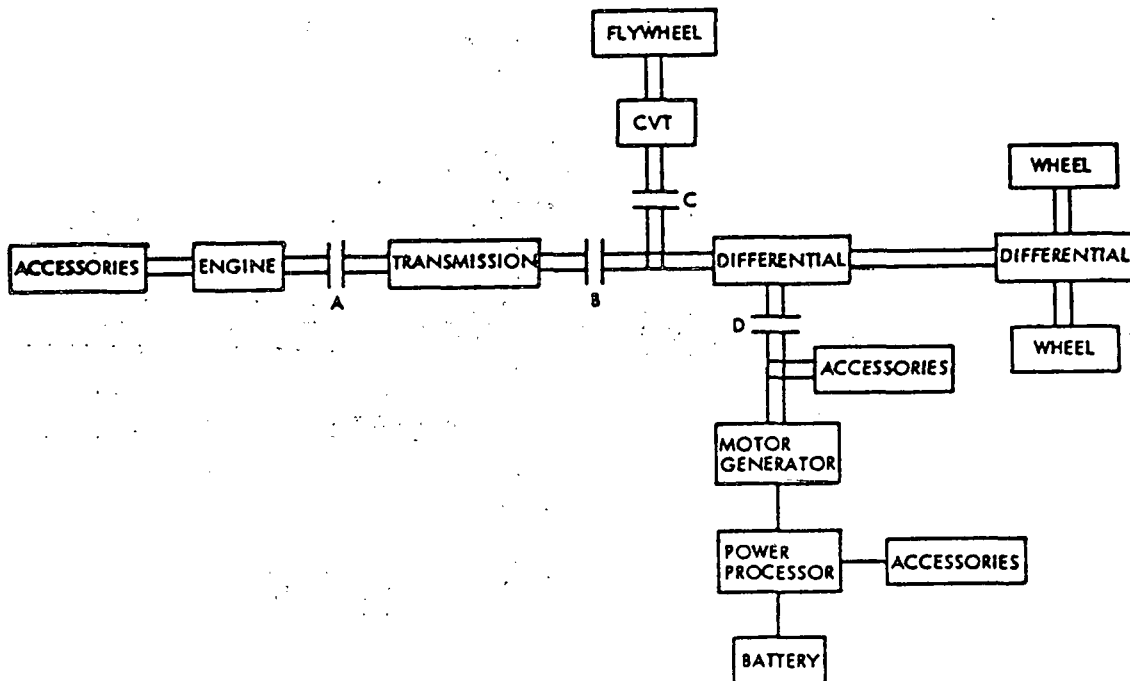 FLYWHEEL
CVT
C
WHEEL
ACCESSORIES
ENGINE
A
TRANSMISSION
B
DIFFERENTIAL
DIFFERENTIAL
D
ACCESSORIES
WHEEL
MOTOR
GENERATOR
POWER
PROCESSOR
ACCESSORIES
BATTERY